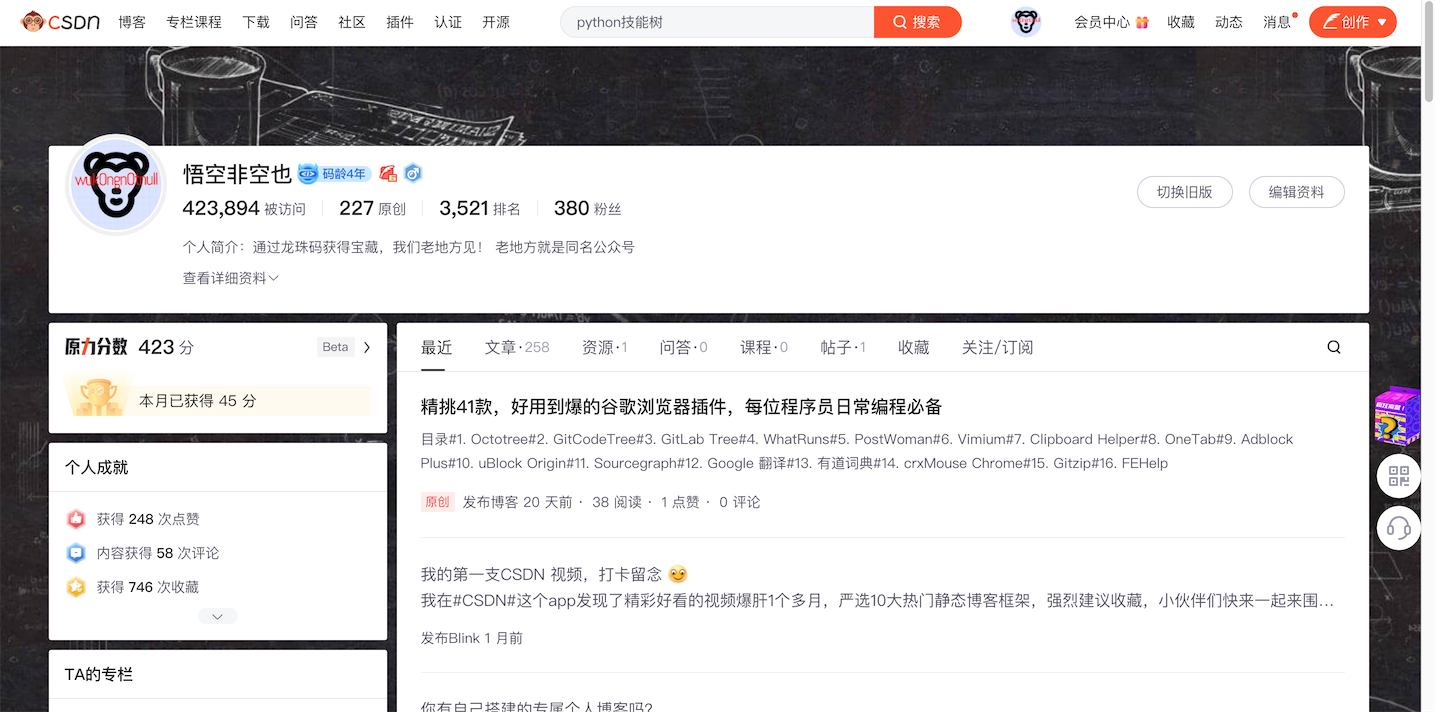 CSDN 博客 专栏课程 下载 问答 社区 插件 认证 开源 python技能树 搜索 会员中心 收藏 动态 消息 创作
wuk0ngn0tnull
悟空非空也 码龄4年
423,894 被访问 227 原创 3,521 排名 380 粉丝
切换旧版 编辑资料
个人简介：通过龙珠码获得宝藏，我们老地方见！ 老地方就是同名公众号
查看详细资料
原力分数 423 分 Beta
本月已获得 45 分
个人成就
获得 248 次点赞
内容获得 58 次评论
获得 746 次收藏
TA的专栏
最近 文章·258 资源·1 问答·0 课程·0 帖子·1 收藏 关注/订阅
精挑41款，好用到爆的谷歌浏览器插件，每位程序员日常编程必备
目录#1. Octotree#2. GitCodeTree#3. GitLab Tree#4. WhatRuns#5. PostWoman#6. Vimium#7. Clipboard Helper#8. OneTab#9. Adblock
Plus#10. uBlock Origin#11. Sourcegraph#12. Google 翻译#13. 有道词典#14. crxMouse Chrome#15. Gitzip#16. FEHelp
原创 发布博客 20 天前 · 38 阅读 · 1 点赞 · 0 评论
我的第一支CSDN 视频，打卡留念
我在#CSDN#这个app发现了精彩好看的视频爆肝1个多月，严选10大热门静态博客框架，强烈建议收藏，小伙伴们快来一起来围...
发布Blink 1 月前
你有自己搭建的专属个人博客吗?